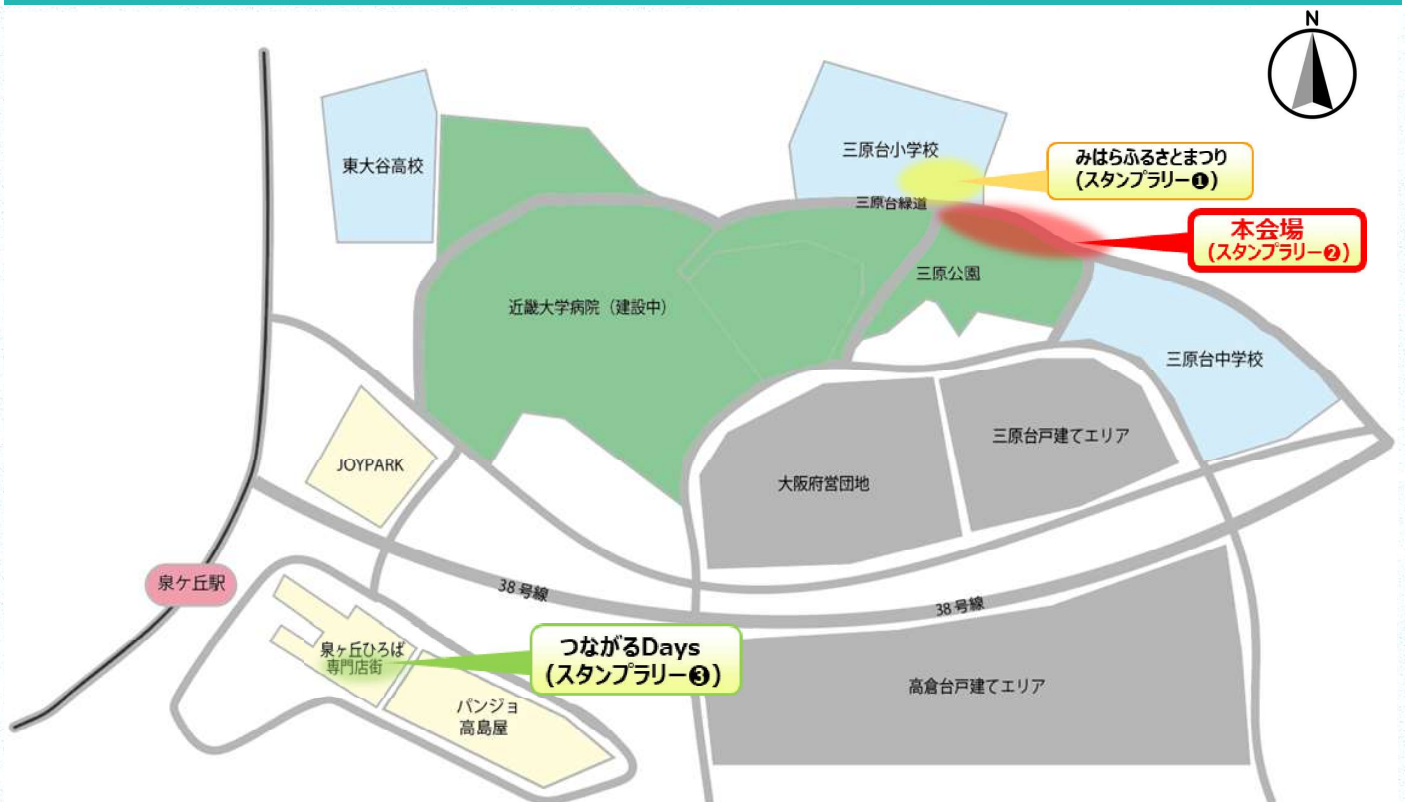 N
東大谷高校
三原台小学校
みはらふるさとまつり
(スタンプラリー❶)
三原台緑道
本会場
(スタンプラリー❷)
三原公園
近畿大学病院（建設中）
三原台中学校
三原台戸建てエリア
JOYPARK
大阪府営団地
泉ケ丘駅
38号線
38号線
つながるDays
(スタンプラリー❸)
泉ヶ丘ひろば
専門店街
高倉台戸建てエリア
パンジョ
高島屋